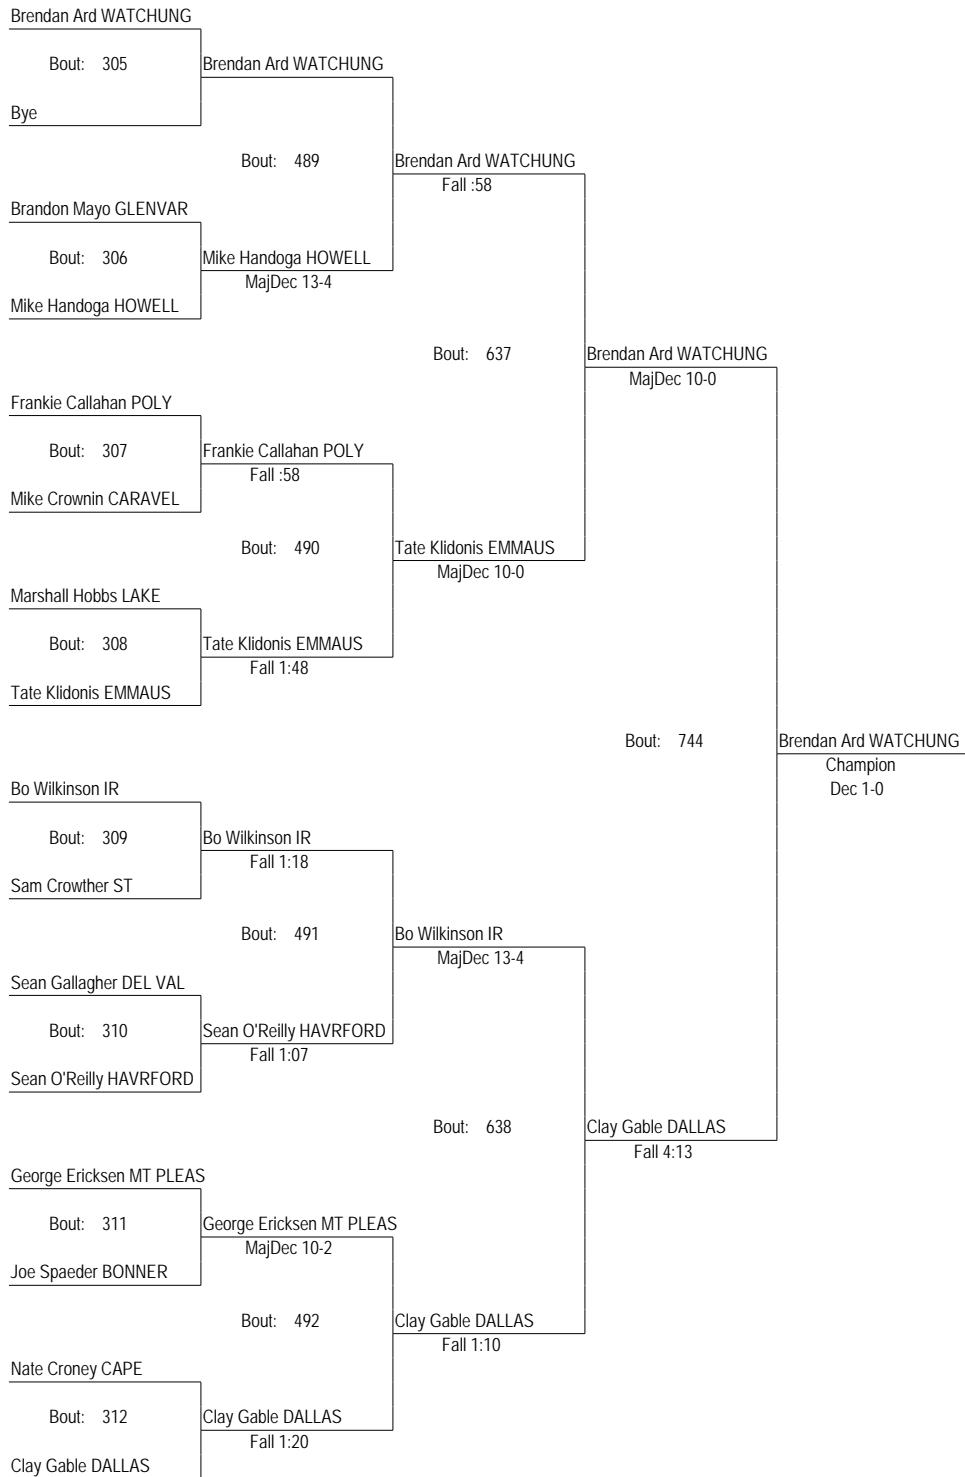 Brendan Ard WATCHUNG
Bout: 305
Brendan Ard WATCHUNG
Bye
Bout: 489
Brendan Ard WATCHUNG
Fall :58
Brandon Mayo GLENVAR
Bout: 306
Mike Handoga HOWELL
MajDec 13-4
Mike Handoga HOWELL
Bout: 637
Brendan Ard WATCHUNG
MajDec 10-0
Frankie Callahan POLY
Bout: 307
Frankie Callahan POLY
Fall :58
Mike Crownin CARAVEL
Bout: 490
Tate Klidonis EMMAUS
MajDec 10-0
Marshall Hobbs LAKE
Bout: 308
Tate Klidonis EMMAUS
Fall 1:48
Tate Klidonis EMMAUS
Bout: 744
Brendan Ard WATCHUNG
Champion
Dec 1-0
Bo Wilkinson IR
Bout: 309
Bo Wilkinson IR
Fall 1:18
Sam Crowther ST
Bout: 491
Bo Wilkinson IR
MajDec 13-4
Sean Gallagher DEL VAL
Bout: 310
Sean O'Reilly HAVRFORD
Fall 1:07
Sean O'Reilly HAVRFORD
Bout: 638
Clay Gable DALLAS
Fall 4:13
George Ericksen MT PLEAS
Bout: 311
George Ericksen MT PLEAS
MajDec 10-2
Joe Spaeder BONNER
Bout: 492
Clay Gable DALLAS
Fall 1:10
Nate Croney CAPE
Bout: 312
Clay Gable DALLAS
Fall 1:20
Clay Gable DALLAS